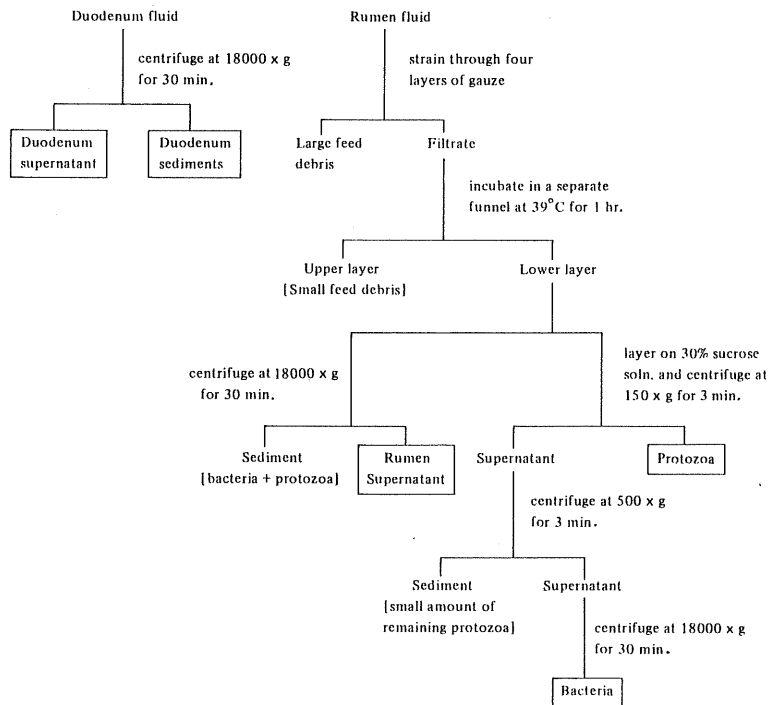 Duodenum fluid
Rumen fluid
centrifuge at 18000 x g
for 30 min.
strain through four
layers of gauze
Duodenum
supernatant
Duodenum
sediments
Large feed
debris
Filtrate
incubate in a separate
funnel at 39°C for 1 hr.
Upper layer
[Small feed debris]
Lower layer
centrifuge at 18000 x g
for 30 min.
layer on 30% sucrose
soln. and centrifuge at
150 x g for 3 min.
Sediment
[bacteria + protozoa]
Rumen
Supernatant
Supernatant
Protozoa
centrifuge at 500 x g
for 3 min.
Sediment
[small amount of
remaining protozoa]
Supernatant
centrifuge at 18000 x g
for 30 min.
Bacteria